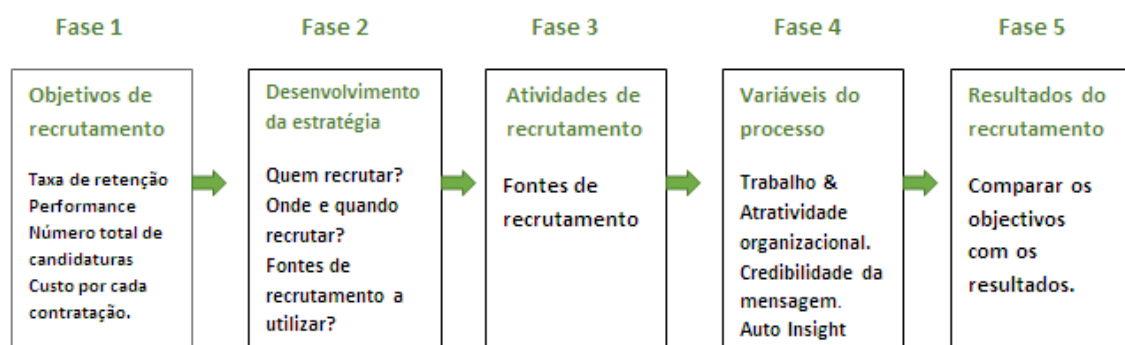 Fase 1
Fase 2
Fase 3
Fase 4
Fase 5
Objetivos de
recrutamento
Taxa de retenção
Performance
Número total de
candidaturas
Custo por cada
contratação.
Desenvolvimento
da estratégia
Quem recrutar?
Onde e quando
recrutar?
Fontes de
recrutamento a
utilizar?
Atividades de
recrutamento
Fontes de
recrutamento
Variáveis do
processo
Trabalho &
Atratividade
organizacional.
Credibilidade da
mensagem.
Auto Insight
Resultados do
recrutamento
Comparar os
objectivos
com os
resultados.